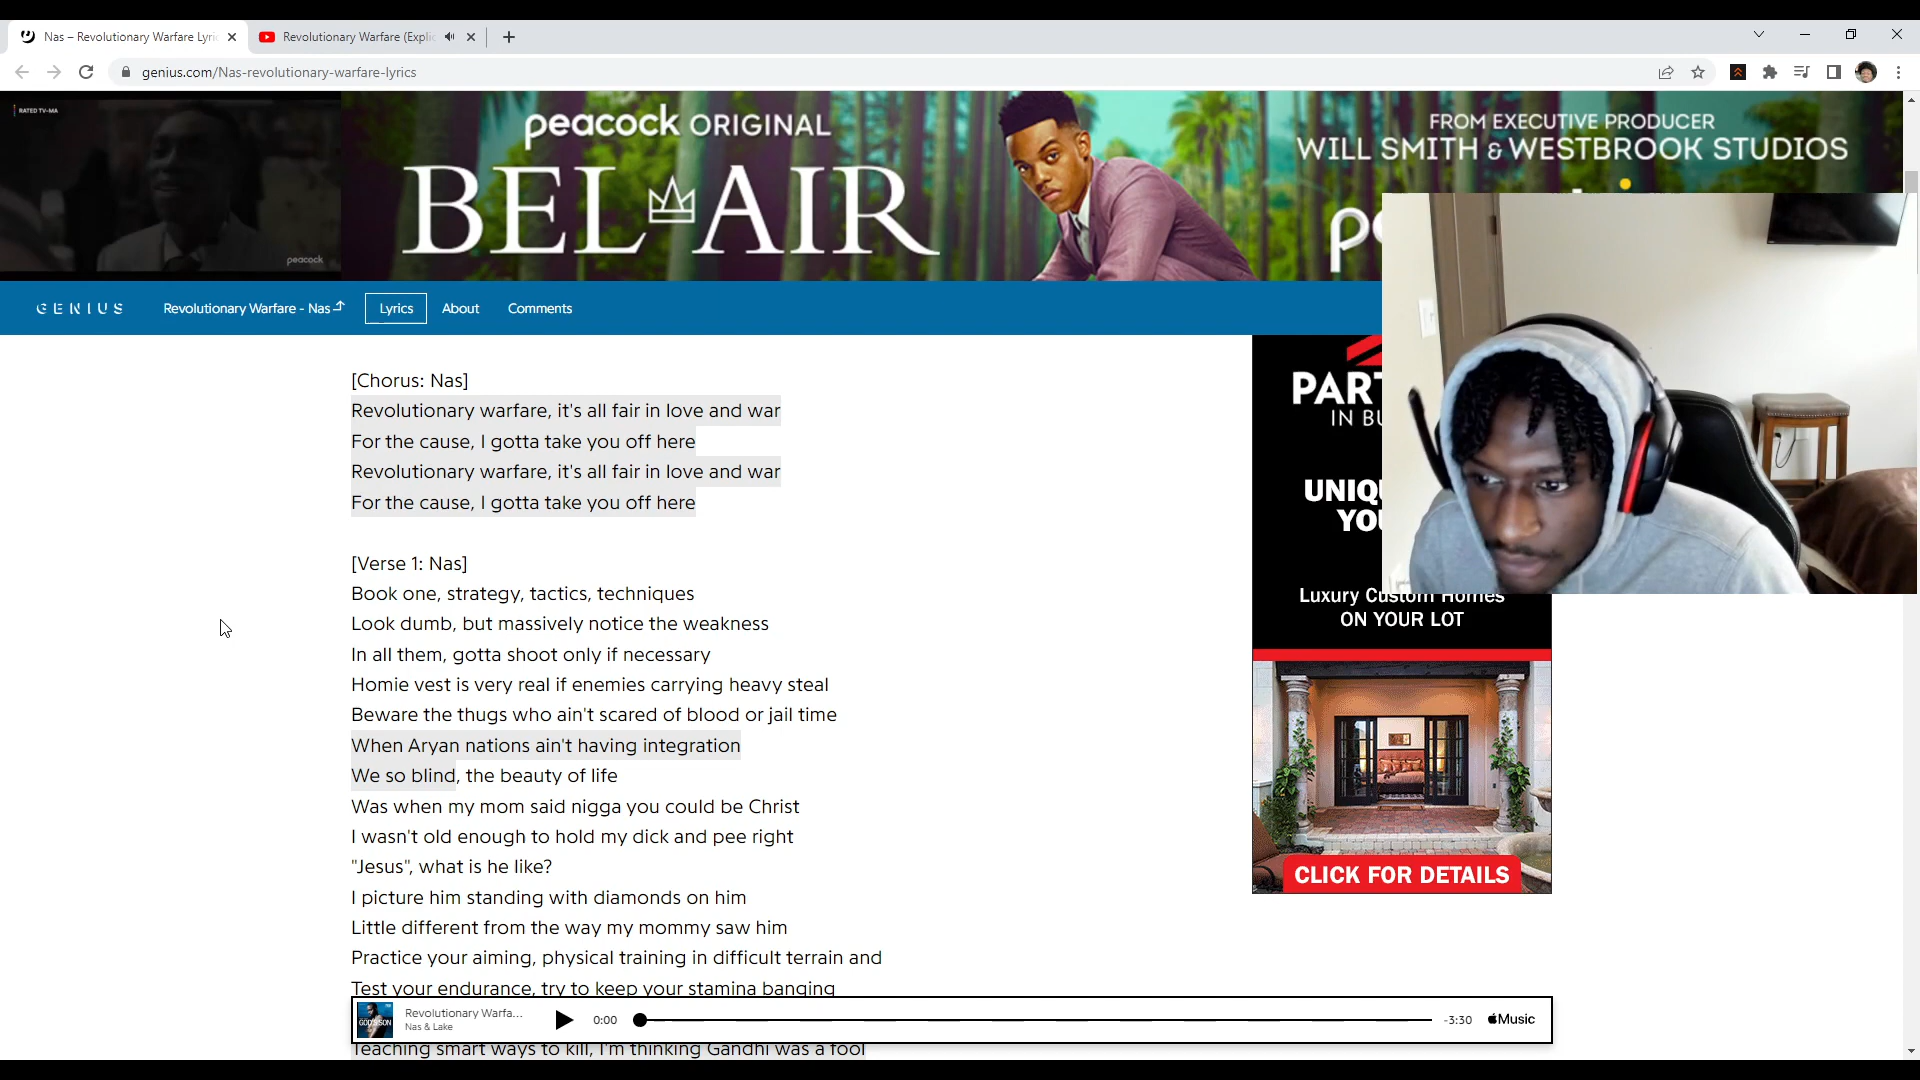 Nas – Revolutionary Warfare Lyri
Revolutionary Warfare (Explic
genius.com/Nas-revolutionary-warfare-lyrics
RATED TV-MA
peacock
peacock ORIGINAL
BEL AIR
FROM EXECUTIVE PRODUCER
WILL SMITH & WESTBROOK STUDIOS
GENIUS
Revolutionary Warfare - Nas
Lyrics
About
Comments
[Chorus: Nas]
Revolutionary warfare, it's all fair in love and war
For the cause, I gotta take you off here
Revolutionary warfare, it's all fair in love and war
For the cause, I gotta take you off here
[Verse 1: Nas]
Book one, strategy, tactics, techniques
Look dumb, but massively notice the weakness
In all them, gotta shoot only if necessary
Homie vest is very real if enemies carrying heavy steal
Beware the thugs who ain't scared of blood or jail time
When Aryan nations ain't having integration
We so blind, the beauty of life
Was when my mom said nigga you could be Christ
I wasn't old enough to hold my dick and pee right
"Jesus", what is he like?
I picture him standing with diamonds on him
Little different from the way my mommy saw him
Practice your aiming, physical training in difficult terrain and
Test your endurance, try to keep your stamina banging
Teaching smart ways to kill, I'm thinking Gandhi was a fool
GOD'S SON
Revolutionary Warfa...
Nas & Lake
0:00
-3:30
Music
PART
IN BU
UNIQ
YO
Luxury Custom Homes
ON YOUR LOT
CLICK FOR DETAILS